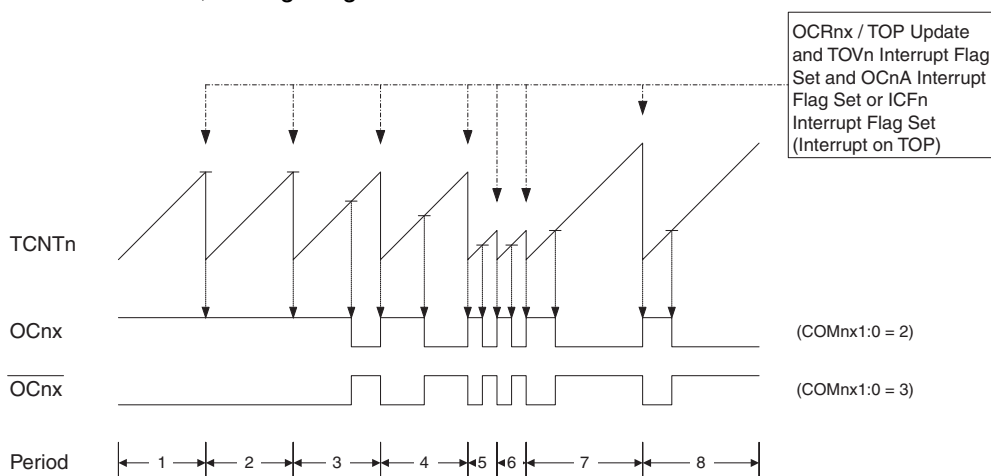 OCRnx / TOP Update
and TOVn Interrupt Flag
Set and OCnA Interrupt
Flag Set or ICFn
Interrupt Flag Set
(Interrupt on TOP)
TCNTn
OCnx
(COMnx1:0 = 2)
OCnx
(COMnx1:0 = 3)
Period
1 2 3 4 5 6 7 8